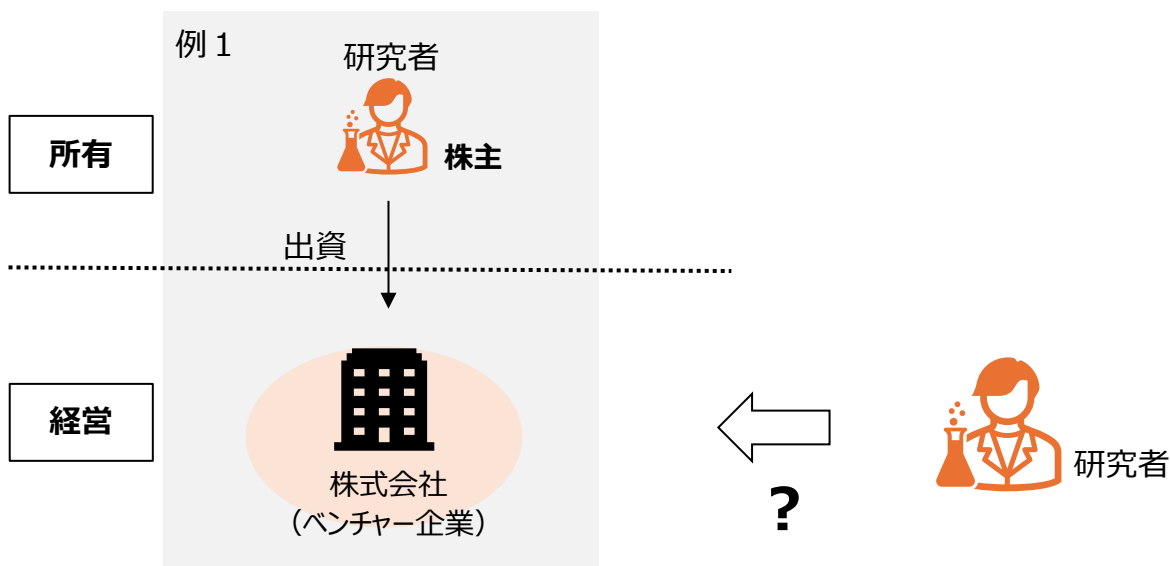 例１
研究者
所有
株主
出資
経営
株式会社
（ベンチャー企業）
?
研究者